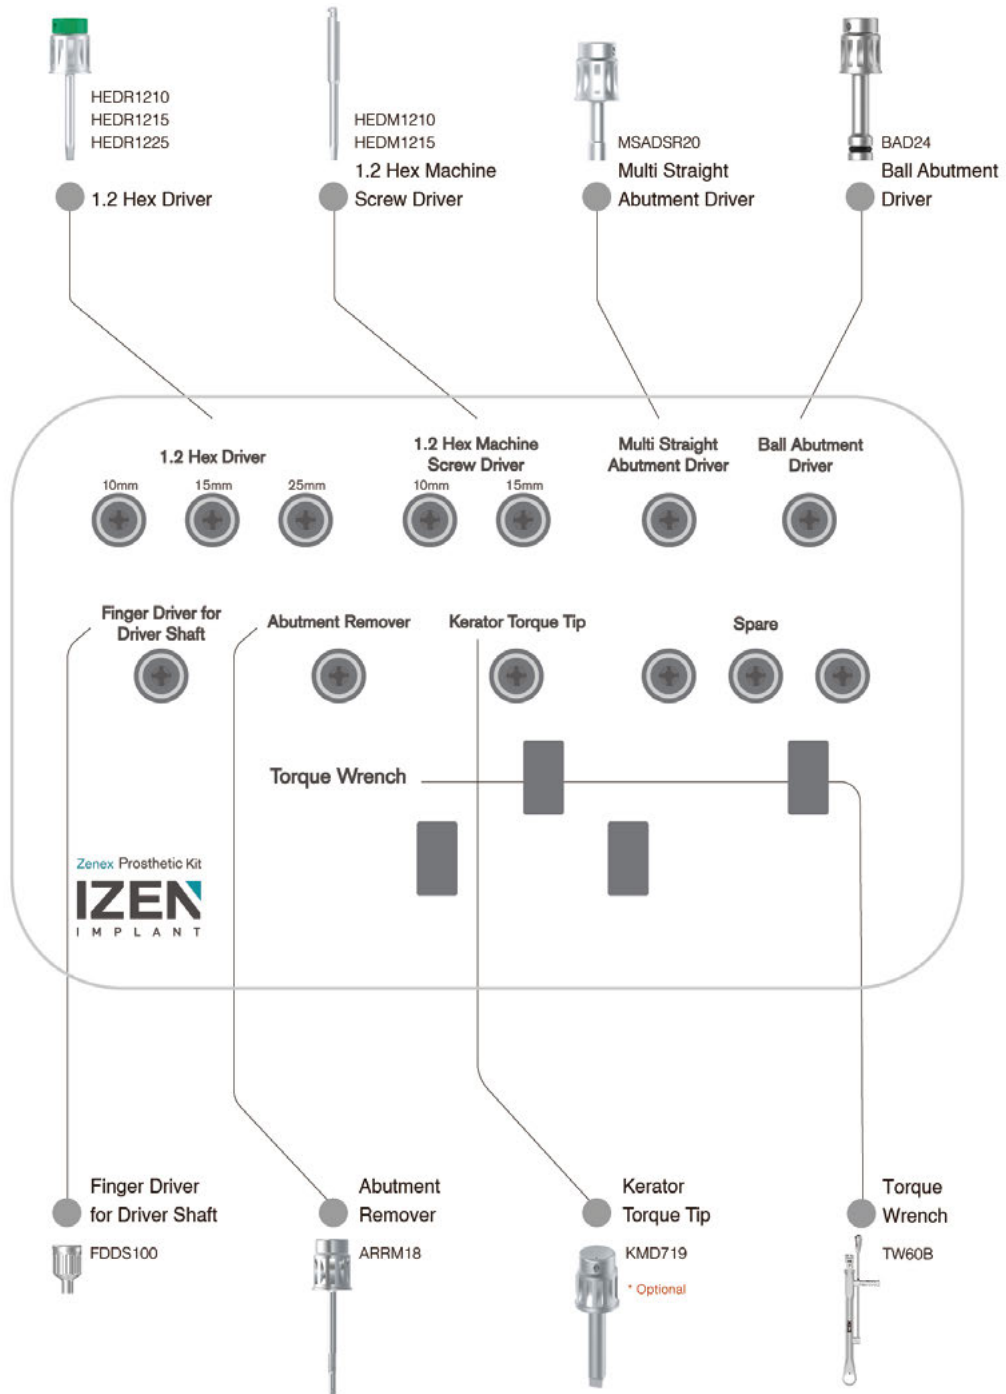 HEDR1210
HEDR1215
HEDR1225
1.2 Hex Driver
HEDM1210
HEDM1215
1.2 Hex Machine
Screw Driver
MSADSR20
Multi Straight
Abutment Driver
BAD24
Ball Abutment
Driver
1.2 Hex Driver
10mm
15mm
25mm
1.2 Hex Machine
Screw Driver
10mm
15mm
Multi Straight
Abutment Driver
Ball Abutment
Driver
Finger Driver for
Driver Shaft
Abutment Remover
Kerator Torque Tip
Spare
Torque Wrench
Zenex Prosthetic Kit
IZEN
IMPLANT
Finger Driver
for Driver Shaft
FDDS100
Abutment
Remover
ARRM18
Kerator
Torque Tip
KMD719
* Optional
Torque
Wrench
TW60B